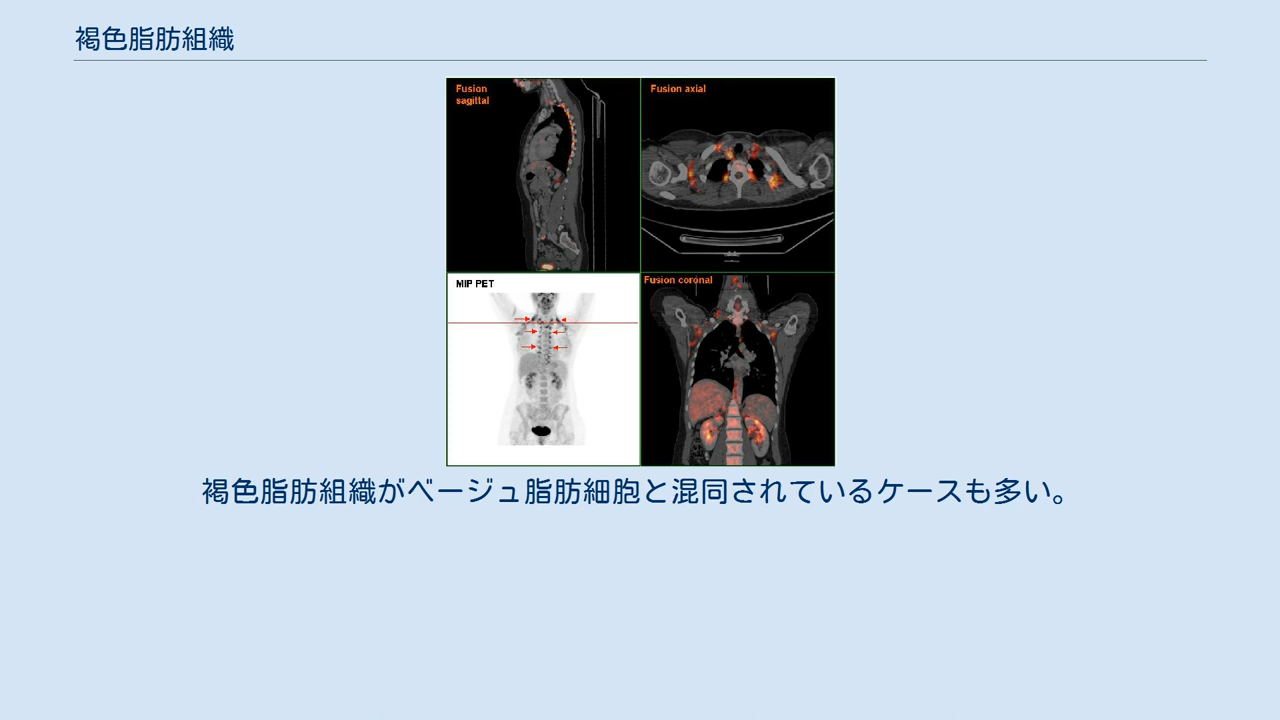 褐色脂肪組織
Fusion
sagittal
Fusion axial
MIP PET
Fusion coronal
褐色脂肪組織がベージュ脂肪細胞と混同されているケースも多い。